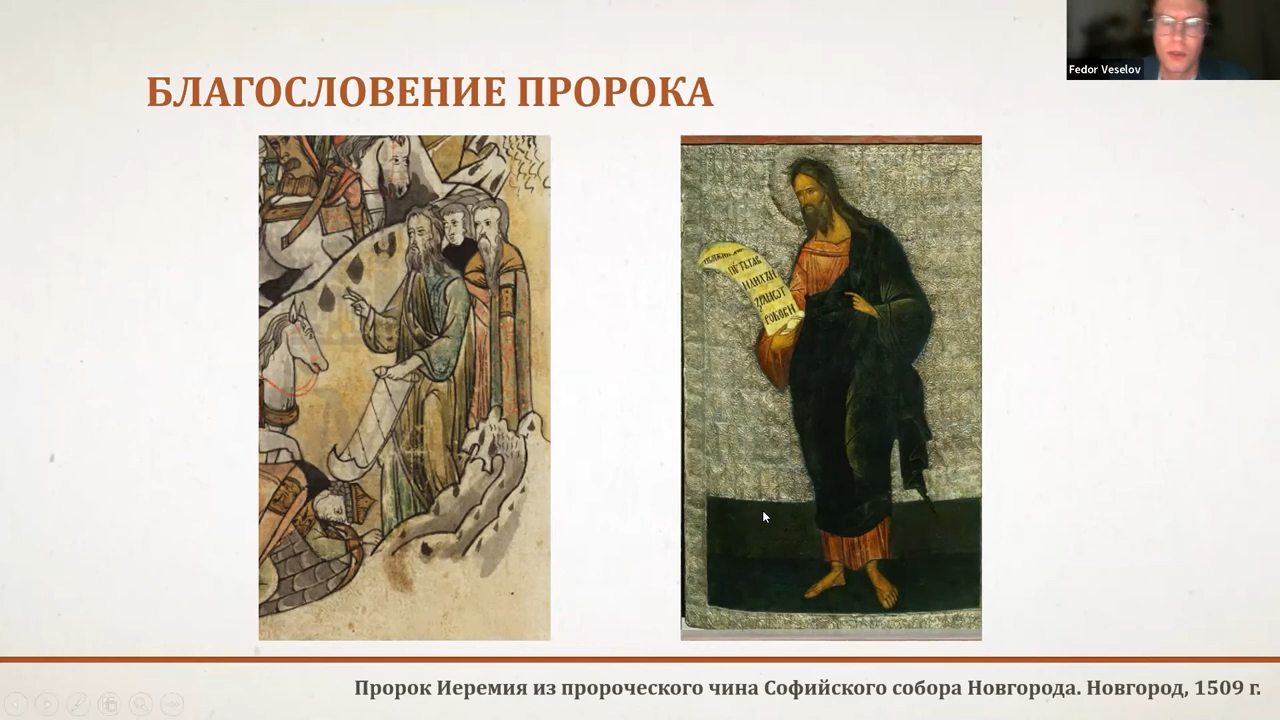 БЛАГОСЛОВЕНИЕ ПРОРОКА
Fedor Veselov
Пророк Иеремия из пророческого чина Софийского собора Новгорода. Новгород, 1509 г.